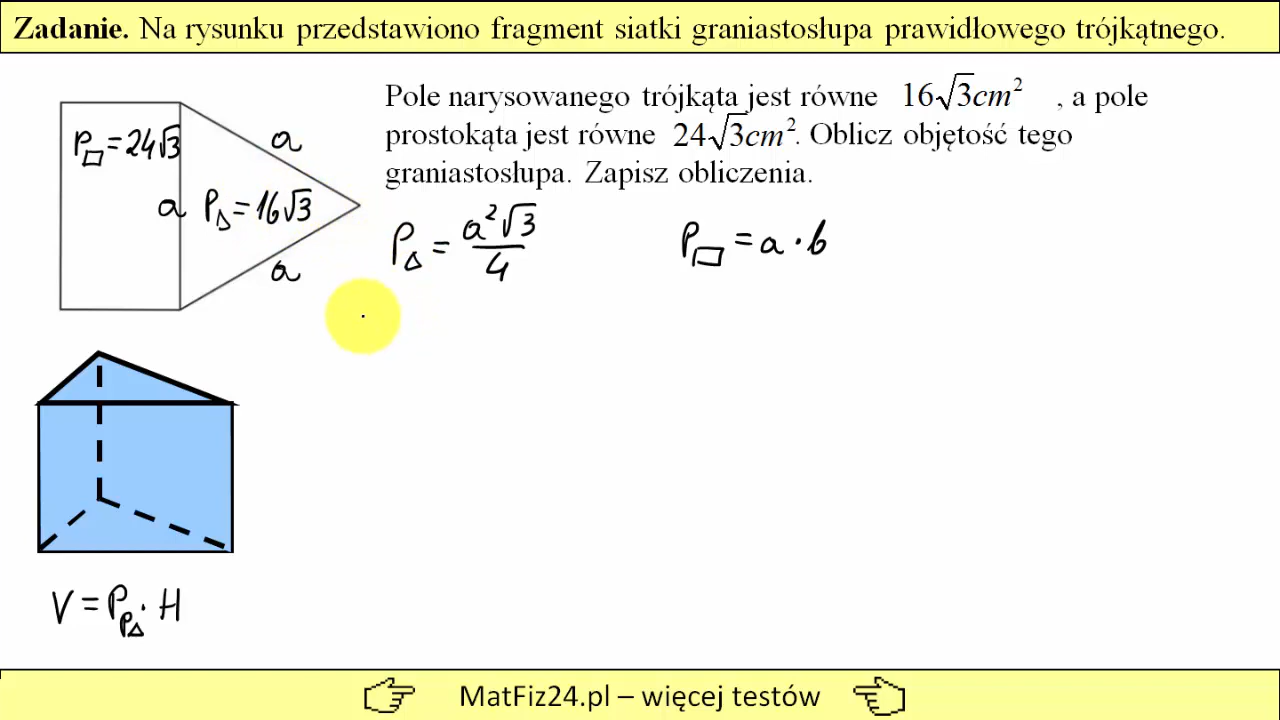 Zadanie. Na rysunku przedstawiono fragment siatki graniastosłupa prawidłowego trójkątnego.
Pole narysowanego trójkąta jest równe 16√3cm² , a pole
prostokąta jest równe 24√3cm². Oblicz objętość tego
graniastosłupa. Zapisz obliczenia.
P▭=24√3
a
a P△=16√3
a
P△ = a²√3/4
P▭ = a·b
V = Pp△·H
MatFiz24.pl – więcej testów